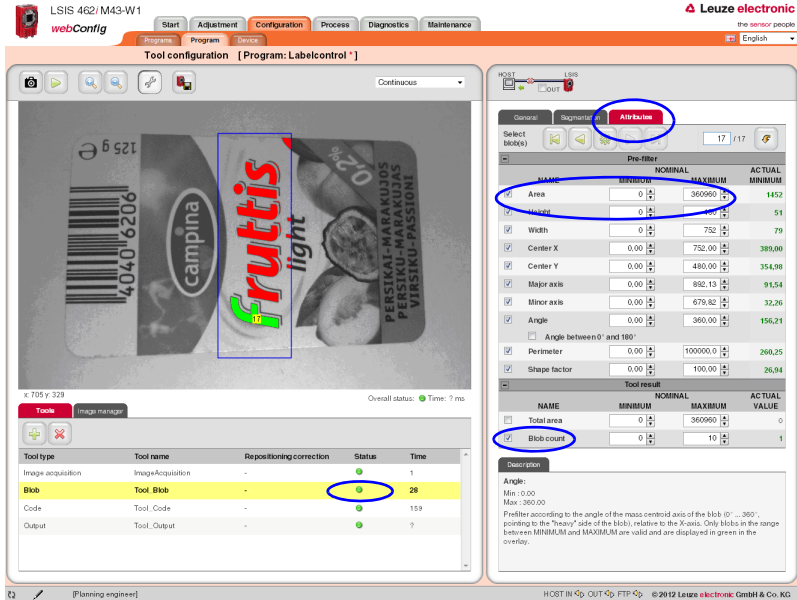 LSIS 462i / M43-W1
Leuze electronic
the sensor people
webConfig
Start
Adjustment
Configuration
Process
Diagnostics
Maintenance
Programs
Program
Device
English
Tool configuration [ Program: Labelcontrol * ]
Continuous
125 g e
4040 6206
campina
fruttis
light
0,2%
PERSIKAI-MARAKUJOS
PERSIKU-MARAKUJAS
VIRSIKU-PASSIONI
17
x: 705 y: 329
Overall status: Time: ? ms
Tools
Image manager
Tool type Tool name Repositioning correction Status Time
Image acquisition ImageAcquisition - 1
Blob Tool_Blob - 28
Code Tool_Code - 159
Output Tool_Output - ?
HOST
LSIS
OUT
General
Segmentation
Attributes
Select blob(s)
17 / 17
Pre-filter
NOMINAL ACTUAL
NAME MINIMUM MAXIMUM MINIMUM
Area 0 360960 1452
Height 0 51
Width 0 752 79
Center X 0,00 752,00 389,00
Center Y 0,00 480,00 354,98
Major axis 0,00 892,13 91,54
Minor axis 0,00 679,82 32,26
Angle 0,00 360,00 156,21
Angle between 0° and 180°
Perimeter 0,00 100000,0 260,25
Shape factor 0,00 100,00 26,94
Tool result
NOMINAL ACTUAL
NAME MINIMUM MAXIMUM VALUE
Total area 0 360960 0
Blob count 0 10 1
Description
Angle:
Min : 0.00
Max : 360,00
Prefilter according to the angle of the mass centroid axis of the blob (0° ... 360°,
pointing to the "heavy" side of the blob), relative to the X-axis. Only blobs in the range
between MINIMUM and MAXIMUM are valid and are displayed in green in the
overlay.
[Planning engineer]
HOST IN OUT FTP © 2012 Leuze electronic GmbH & Co. KG